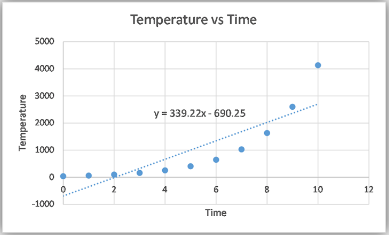 Temperature vs Time
5000
4000
3000
2000
1000
0
-1000
Temperature
y = 339.22x - 690.25
0 2 4 6 8 10 12
Time